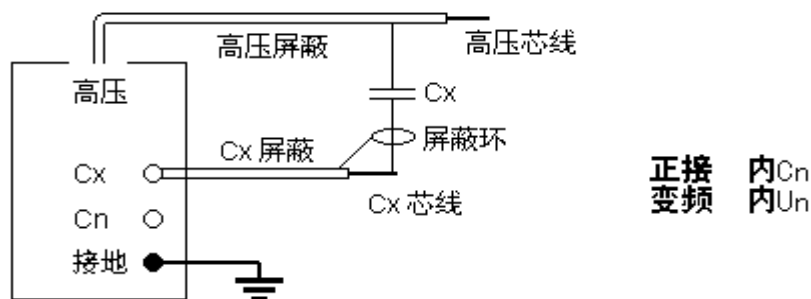 高压屏蔽
高压芯线
高压
Cx
屏蔽环
Cx 屏蔽
Cx
Cx 芯线
正接 内Cn
变频 内Un
Cn
接地